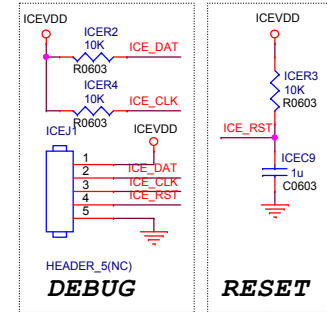 ICEVDD
ICER2
10K
R0603
ICE_DAT
ICER4
10K
R0603
ICE_CLK
ICEJ1
ICEVDD
1
2
3
4
5
ICE_DAT
ICE_CLK
ICE_RST
HEADER_5(NC)
DEBUG
ICEVDD
ICER3
10K
R0603
ICE_RST
ICEC9
1u
C0603
RESET